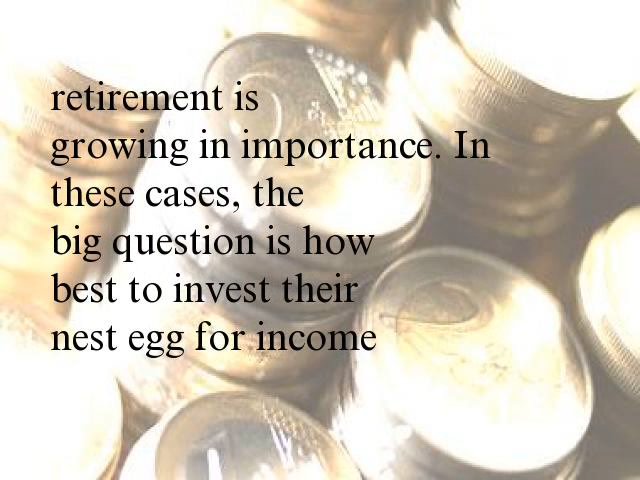 retirement is
growing in importance. In
these cases, the
big question is how
best to invest their
nest egg for income